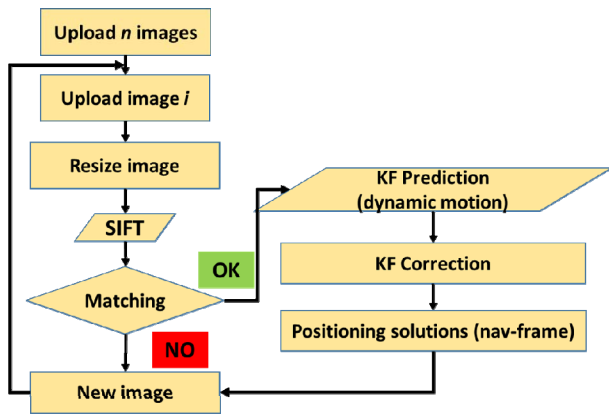 Upload n images
Upload image i
Resize image
SIFT
Matching
OK
NO
New image
KF Prediction
(dynamic motion)
KF Correction
Positioning solutions (nav-frame)